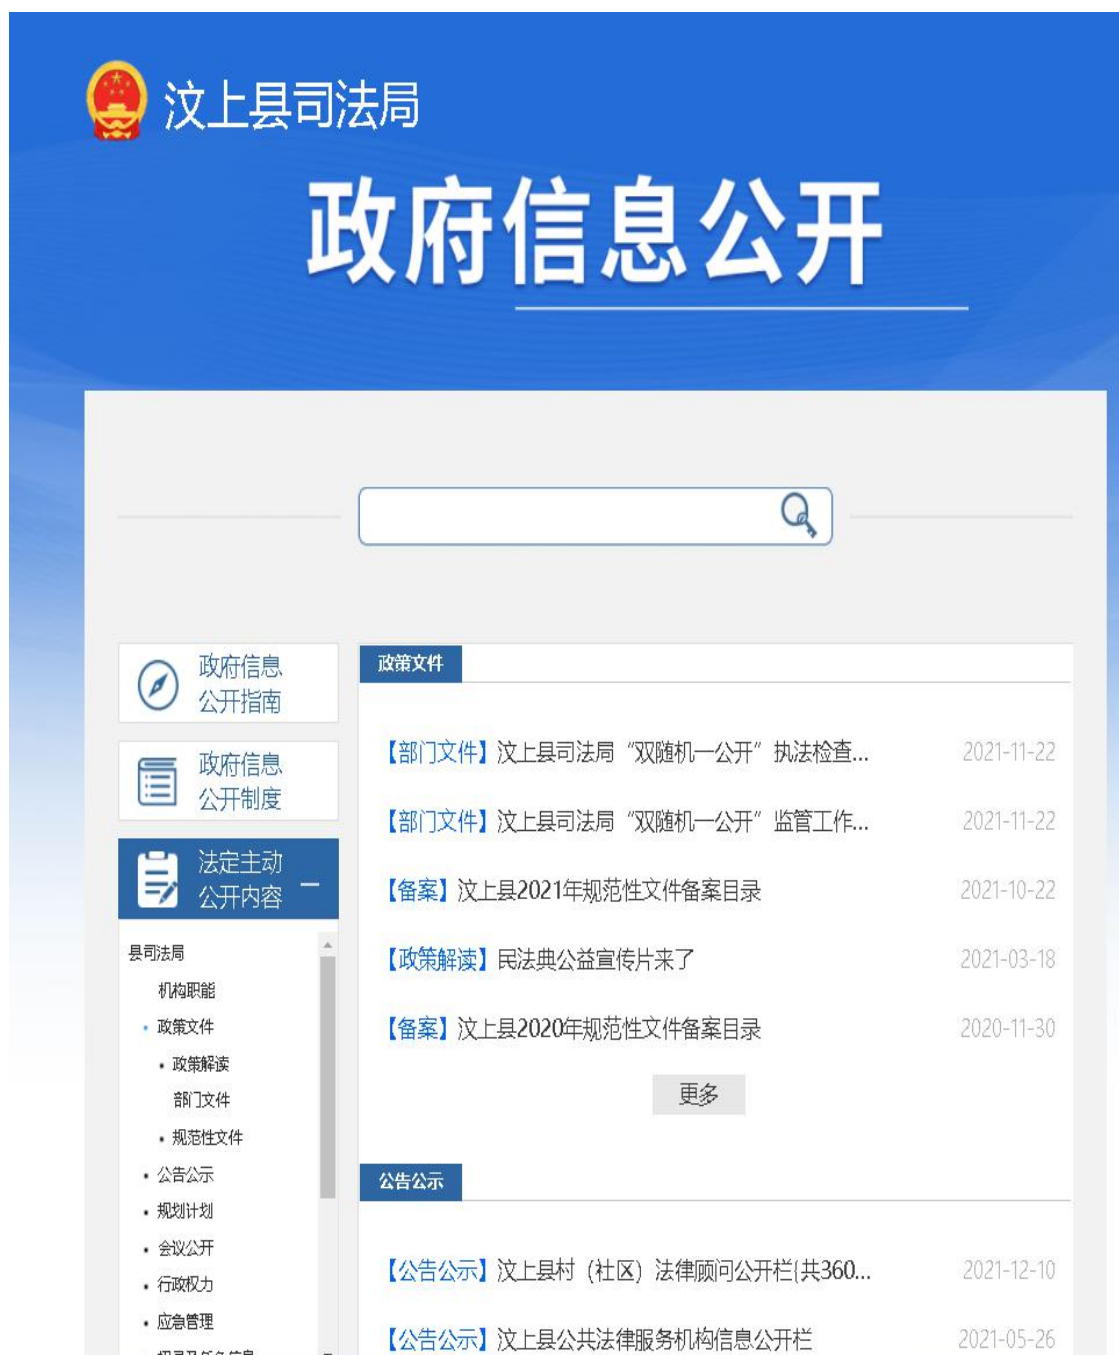 汶上县司法局
政府信息公开
政府信息
公开指南
政府信息
公开制度
法定主动
公开内容
县司法局
机构职能
政策文件
政策解读
部门文件
规范性文件
公告公示
规划计划
会议公开
行政权力
应急管理
政策文件
【部门文件】汶上县司法局“双随机一公开”执法检查... 2021-11-22
【部门文件】汶上县司法局“双随机一公开”监管工作... 2021-11-22
【备案】汶上县2021年规范性文件备案目录 2021-10-22
【政策解读】民法典公益宣传片来了 2021-03-18
【备案】汶上县2020年规范性文件备案目录 2020-11-30
更多
公告公示
【公告公示】汶上县村（社区）法律顾问公开栏(共360... 2021-12-10
【公告公示】汶上县公共法律服务机构信息公开栏 2021-05-26